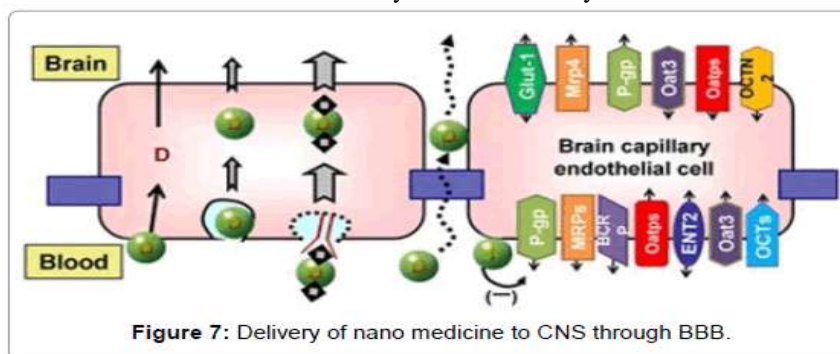 Brain
Glut-1
Mrp4
P-gp
Oat3
Oatps
OCTN
2
D
Brain capillary
endothelial cell
P-gp
MRPs
BCR
P
Oatps
ENT2
Oat3
OCTs
Blood
(—)
Figure 7: Delivery of nano medicine to CNS through BBB.